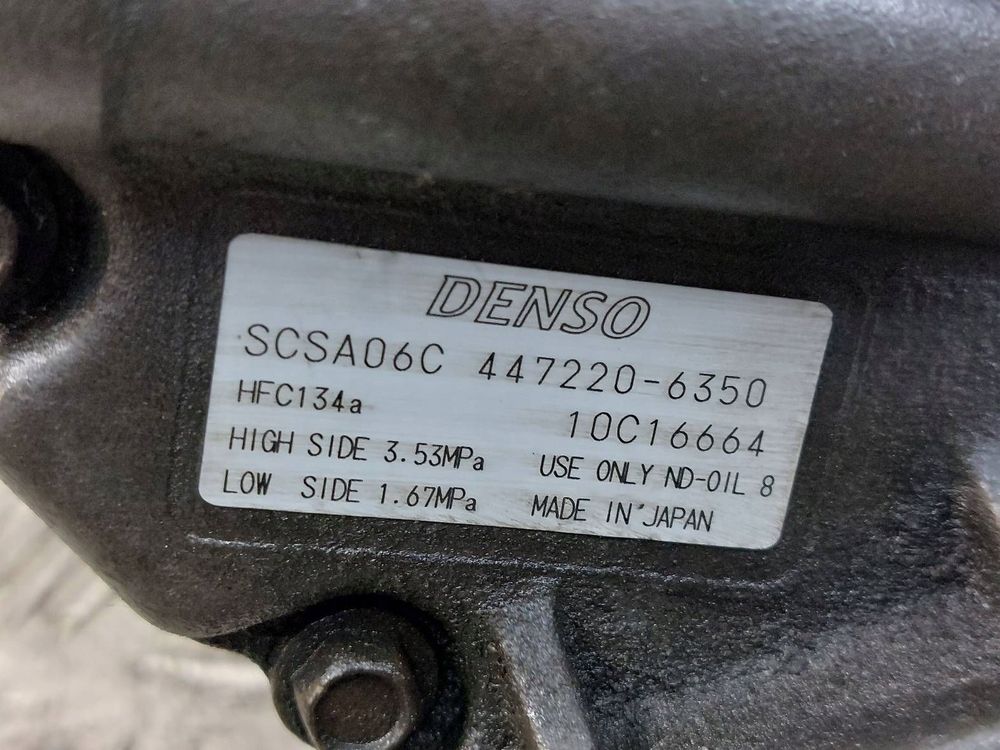 DENSO
SCSA06C 447220-6350
HFC134a 10C16664
HIGH SIDE 3.53MPa USE ONLY ND-OIL 8
LOW SIDE 1.67MPa MADE IN JAPAN